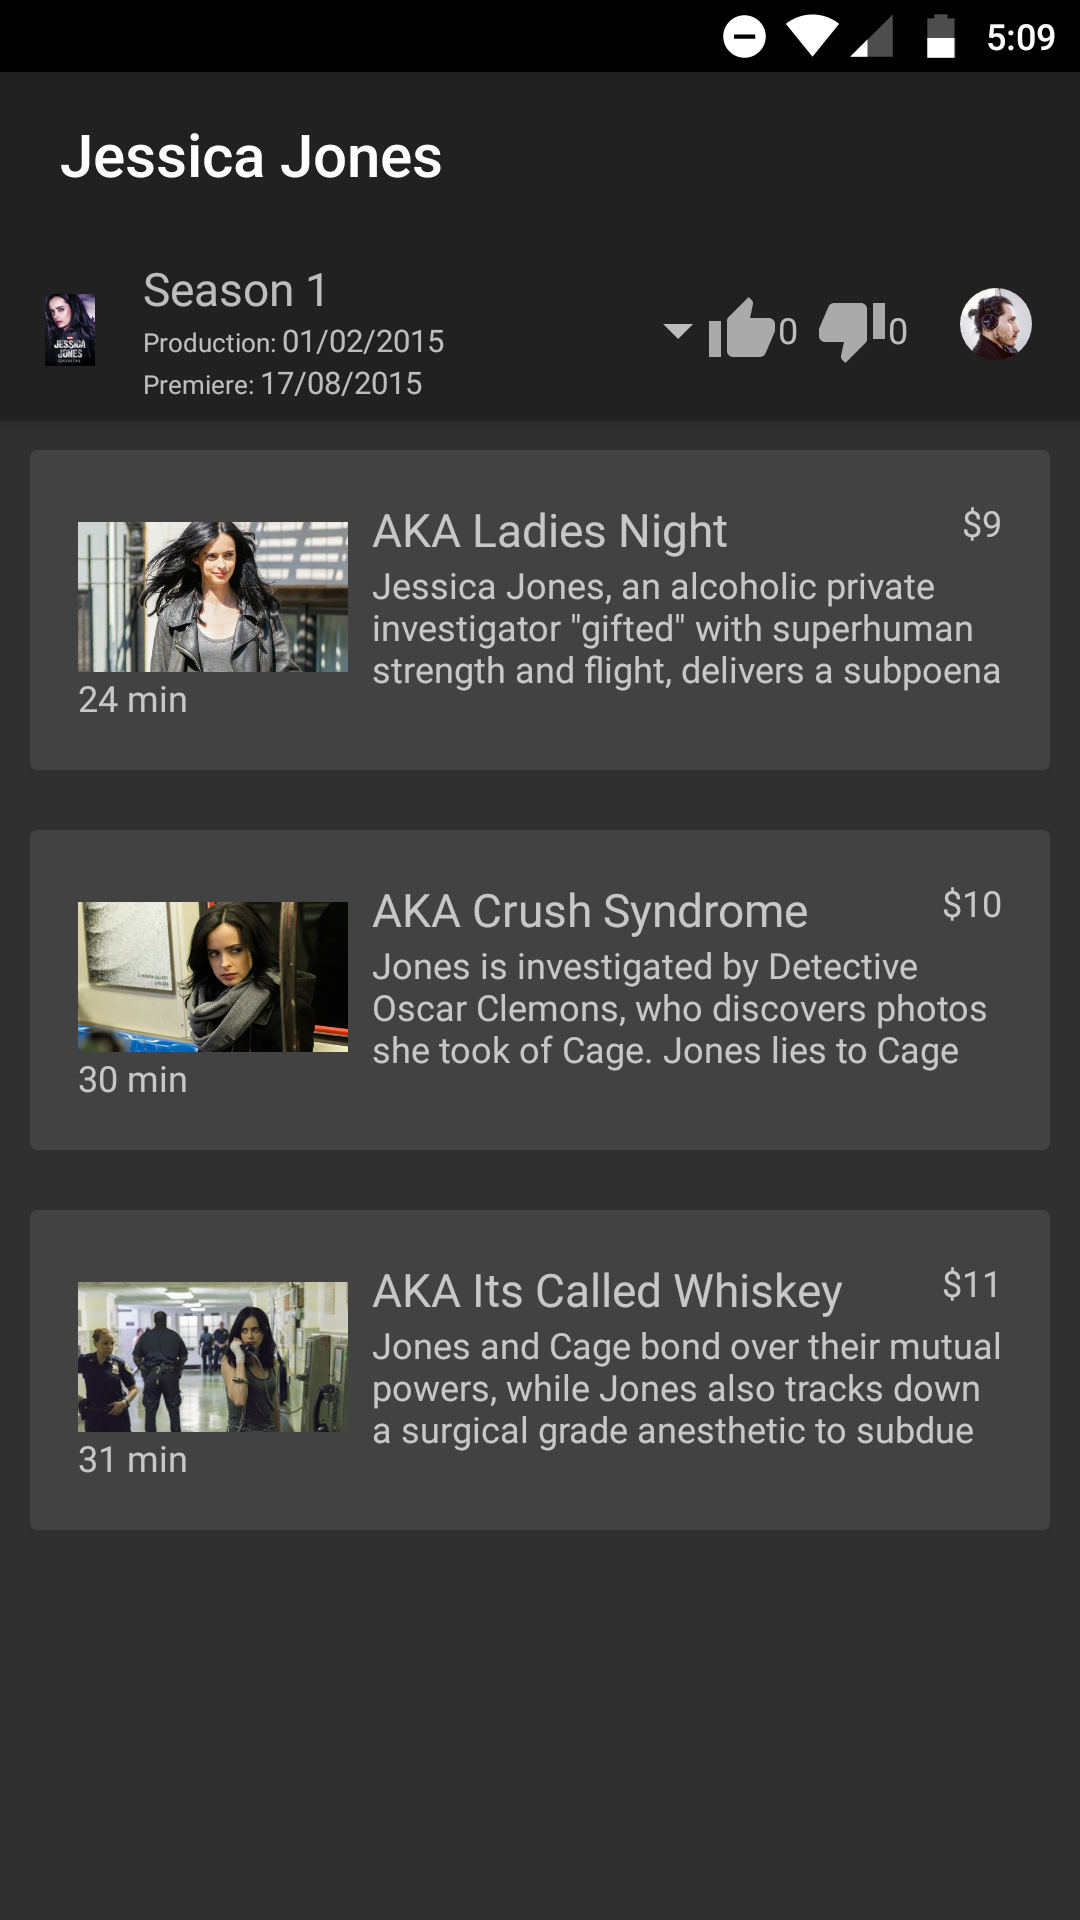 5:09
Jessica Jones
JESSICA
JONES
Season 1
Production: 01/02/2015
Premiere: 17/08/2015
0
0
AKA Ladies Night
$9
Jessica Jones, an alcoholic private
investigator "gifted" with superhuman
strength and flight, delivers a subpoena
24 min
AKA Crush Syndrome
$10
Jones is investigated by Detective
Oscar Clemons, who discovers photos
she took of Cage. Jones lies to Cage
30 min
AKA Its Called Whiskey
$11
Jones and Cage bond over their mutual
powers, while Jones also tracks down
a surgical grade anesthetic to subdue
31 min